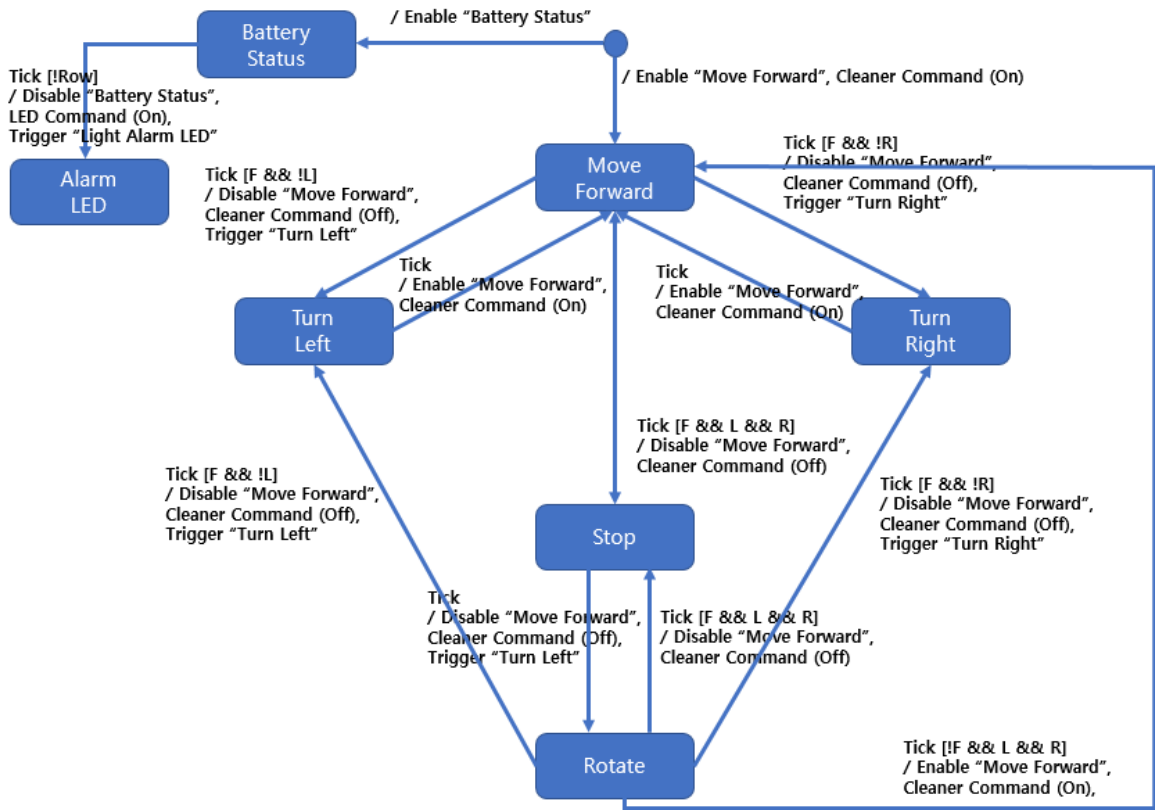 / Enable “Battery Status”
Battery
Status
Tick [!Row]
/ Disable “Battery Status”,
LED Command (On),
Trigger “Light Alarm LED”
/ Enable “Move Forward”, Cleaner Command (On)
Alarm
LED
Tick [F && !L]
/ Disable “Move Forward”,
Cleaner Command (Off),
Trigger “Turn Left”
Move
Forward
Tick [F && !R]
/ Disable “Move Forward”,
Cleaner Command (Off),
Trigger “Turn Right”
Tick
/ Enable “Move Forward”,
Cleaner Command (On)
Tick
/ Enable “Move Forward”,
Cleaner Command (On)
Turn
Left
Turn
Right
Tick [F && L && R]
/ Disable “Move Forward”,
Cleaner Command (Off)
Tick [F && !L]
/ Disable “Move Forward”,
Cleaner Command (Off),
Trigger “Turn Left”
Tick [F && !R]
/ Disable “Move Forward”,
Cleaner Command (Off),
Trigger “Turn Right”
Stop
Tick
/ Disable “Move Forward”,
Cleaner Command (Off),
Trigger “Turn Left”
Tick [F && L && R]
/ Disable “Move Forward”,
Cleaner Command (Off)
Rotate
Tick [!F && L && R]
/ Enable “Move Forward”,
Cleaner Command (On),